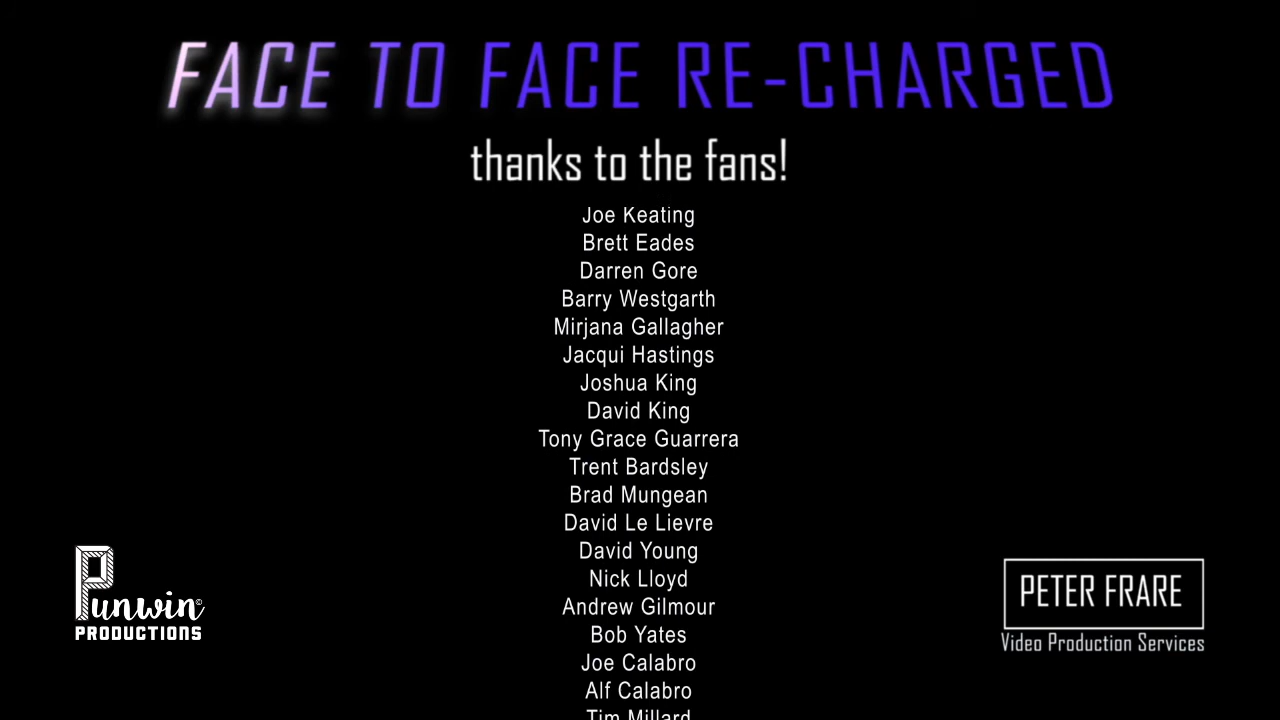 FACE TO FACE RE-CHARGED
thanks to the fans!
Joe Keating
Brett Eades
Darren Gore
Barry Westgarth
Mirjana Gallagher
Jacqui Hastings
Joshua King
David King
Tony Grace Guarrera
Trent Bardsley
Brad Mungean
David Le Lievre
David Young
Nick Lloyd
Andrew Gilmour
Bob Yates
Joe Calabro
Alf Calabro
Tim Millard
Punwin©
PRODUCTIONS
PETER FRARE
Video Production Services